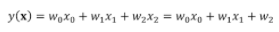 y(𝐱) = w₀x₀ + w₁x₁ + w₂x₂ = w₀x₀ + w₁x₁ + w₂